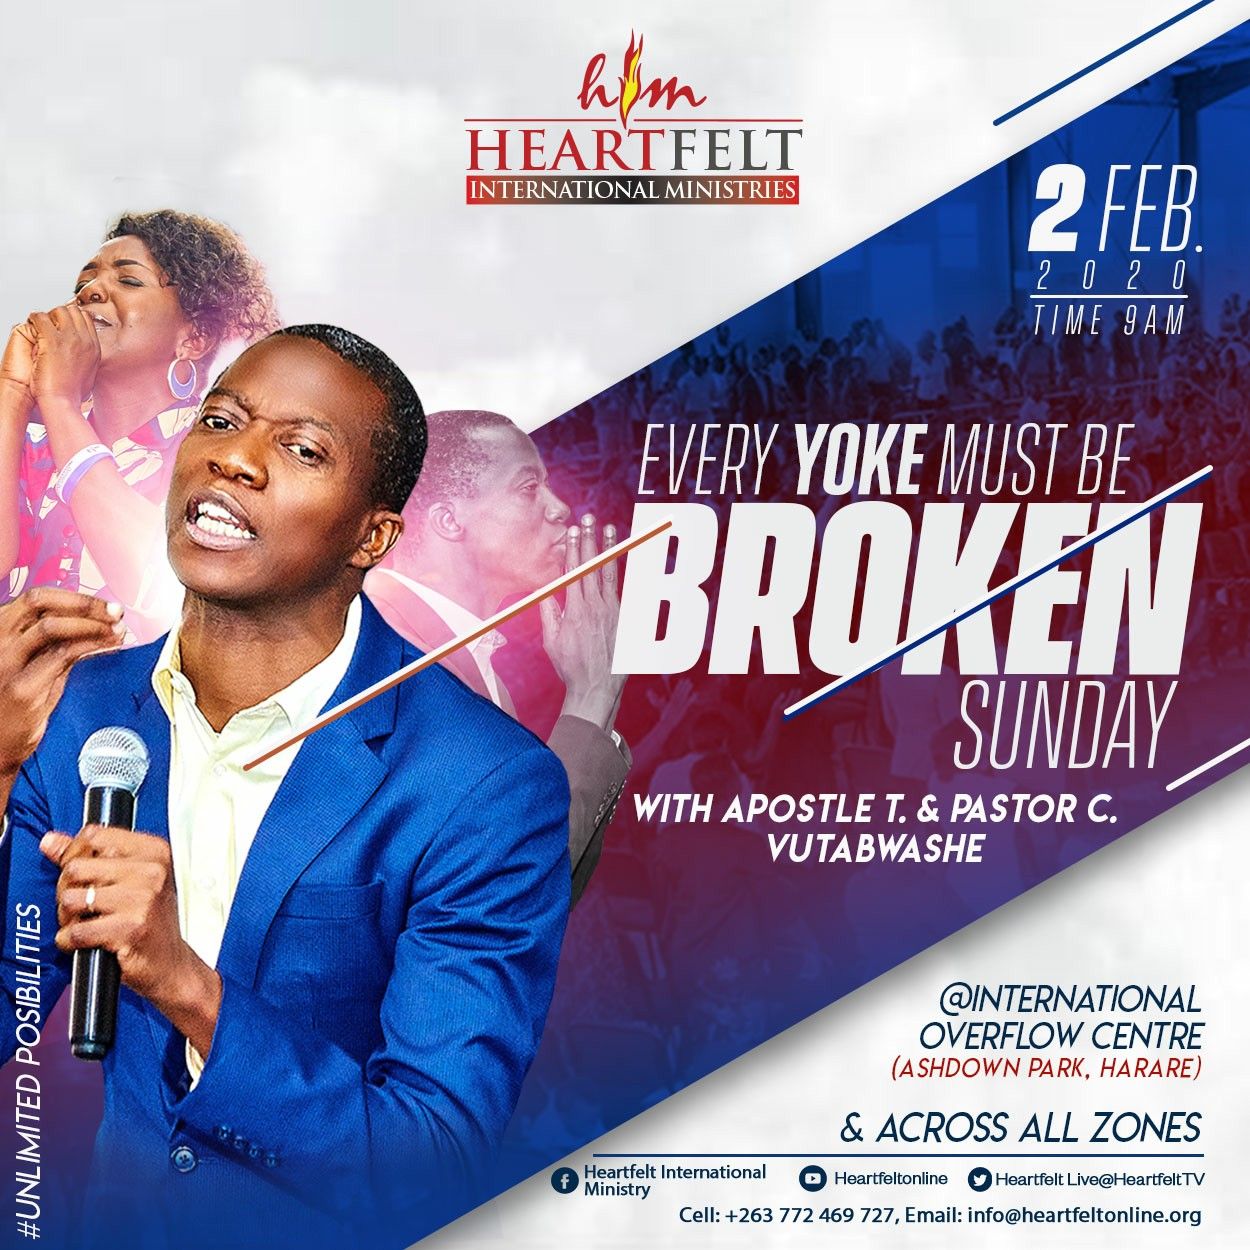 hfm
HEARTFELT
INTERNATIONAL MINISTRIES
2 FEB.
2020
TIME 9AM
EVERY YOKE MUST BE
BROKEN
SUNDAY
WITH APOSTLE T. & PASTOR C.
VUTABWASHE
#UNLIMITED POSIBILITIES
@INTERNATIONAL
OVERFLOW CENTRE
(ASHDOWN PARK, HARARE)
& ACROSS ALL ZONES
Heartfelt International
Ministry
Heartfeltonline
Heartfelt Live@HeartfeltTV
Cell: +263 772 469 727, Email: info@heartfeltonline.org